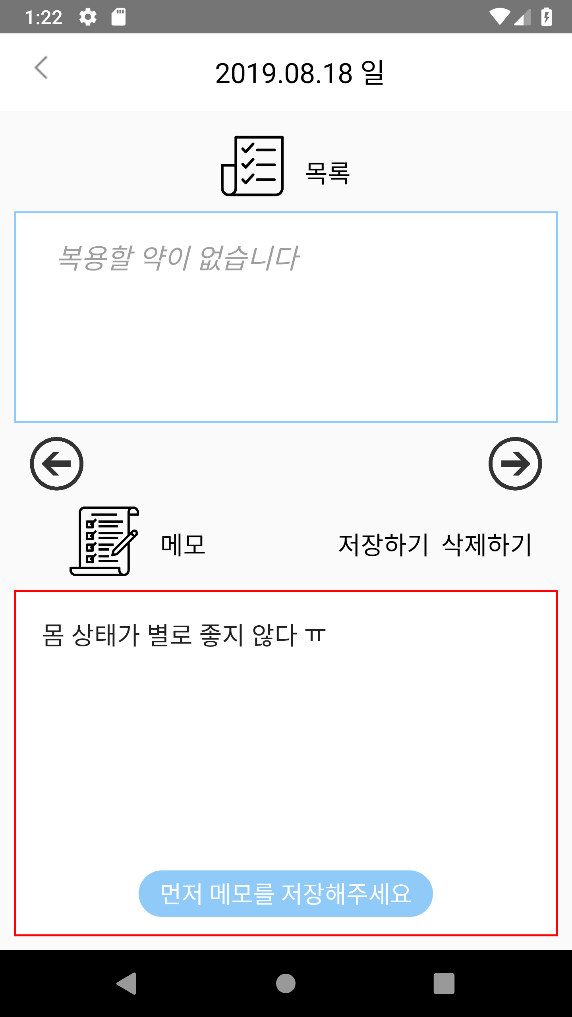 1:22
2019.08.18 일
목록
복용할 약이 없습니다
메모 저장하기 삭제하기
몸 상태가 별로 좋지 않다 ㅠ
먼저 메모를 저장해주세요